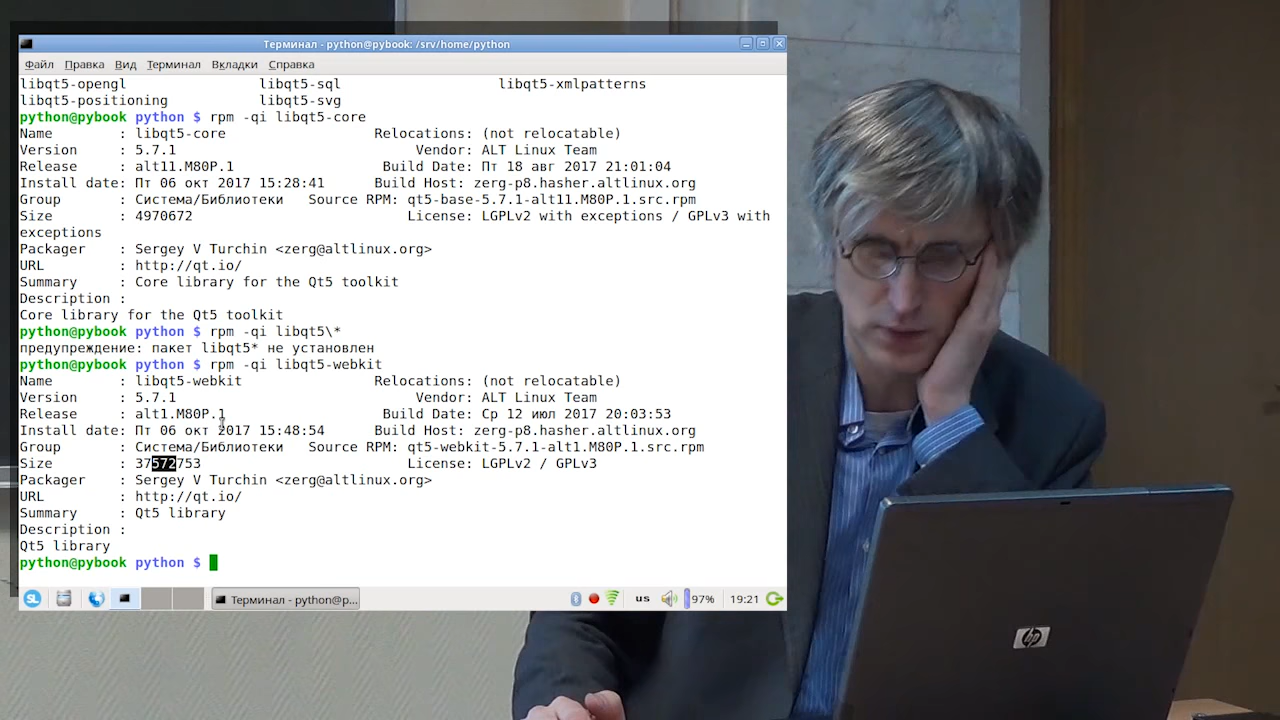 Терминал - python@pybook: /srv/home/python
Файл Правка Вид Терминал Вкладки Справка
libqt5-opengl libqt5-sql libqt5-xmlpatterns
libqt5-positioning libqt5-svg
python@pybook python $ rpm -qi libqt5-core
Name : libqt5-core Relocations: (not relocatable)
Version : 5.7.1 Vendor: ALT Linux Team
Release : alt11.M80P.1 Build Date: Пт 18 авг 2017 21:01:04
Install date: Пт 06 окт 2017 15:28:41 Build Host: zerg-p8.hasher.altlinux.org
Group : Система/Библиотеки Source RPM: qt5-base-5.7.1-alt11.M80P.1.src.rpm
Size : 4970672 License: LGPLv2 with exceptions / GPLv3 with
exceptions
Packager : Sergey V Turchin <zerg@altlinux.org>
URL : http://qt.io/
Summary : Core library for the Qt5 toolkit
Description :
Core library for the Qt5 toolkit
python@pybook python $ rpm -qi libqt5\*
предупреждение: пакет libqt5* не установлен
python@pybook python $ rpm -qi libqt5-webkit
Name : libqt5-webkit Relocations: (not relocatable)
Version : 5.7.1 Vendor: ALT Linux Team
Release : alt1.M80P.1 Build Date: Ср 12 июл 2017 20:03:53
Install date: Пт 06 окт 2017 15:48:54 Build Host: zerg-p8.hasher.altlinux.org
Group : Система/Библиотеки Source RPM: qt5-webkit-5.7.1-alt1.M80P.1.src.rpm
Size : 37572753 License: LGPLv2 / GPLv3
Packager : Sergey V Turchin <zerg@altlinux.org>
URL : http://qt.io/
Summary : Qt5 library
Description :
Qt5 library
python@pybook python $
SL Терминал - python@p... us 97% 19:21
hp